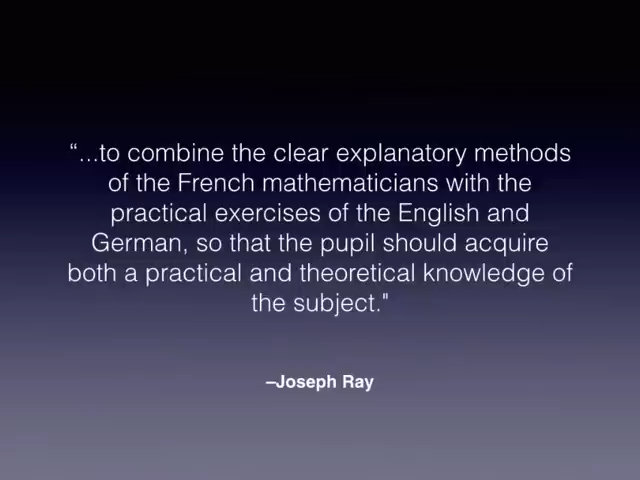 “...to combine the clear explanatory methods
of the French mathematicians with the
practical exercises of the English and
German, so that the pupil should acquire
both a practical and theoretical knowledge of
the subject."
–Joseph Ray